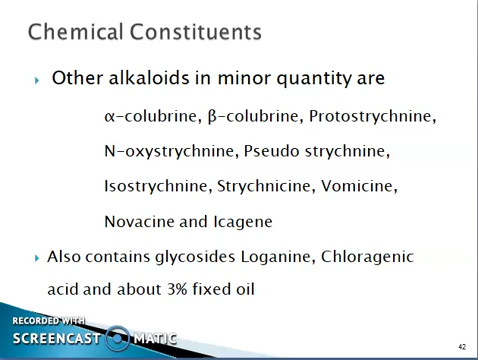 Chemical Constituents
Other alkaloids in minor quantity are
α-colubrine, β-colubrine, Protostrychnine,
N-oxystrychnine, Pseudo strychnine,
Isostrychnine, Strychnicine, Vomicine,
Novacine and Icagene
Also contains glycosides Loganine, Chloragenic
acid and about 3% fixed oil
RECORDED WITH
SCREENCAST MATIC
42